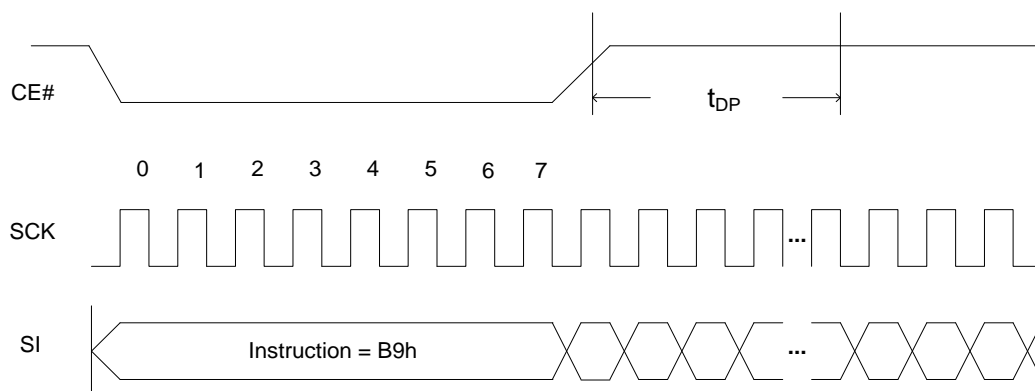 CE#
tDP
0 1 2 3 4 5 6 7
SCK
...
SI
Instruction = B9h
...